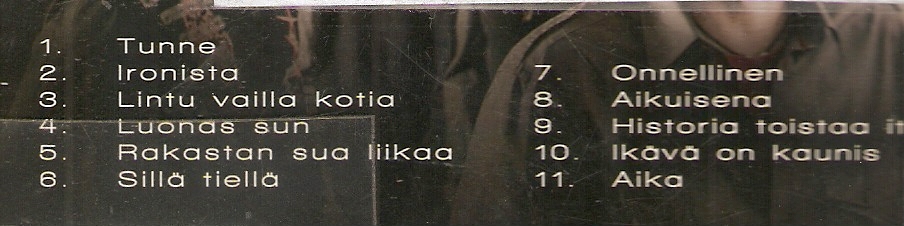 1. Tunne
2. Ironista
3. Lintu vailla kotia
4. Luonas sun
5. Rakastan sua liikaa
6. Sillä tiellä
7. Onnellinen
8. Aikuisena
9. Historia toistaa it
10. Ikävä on kaunis
11. Aika